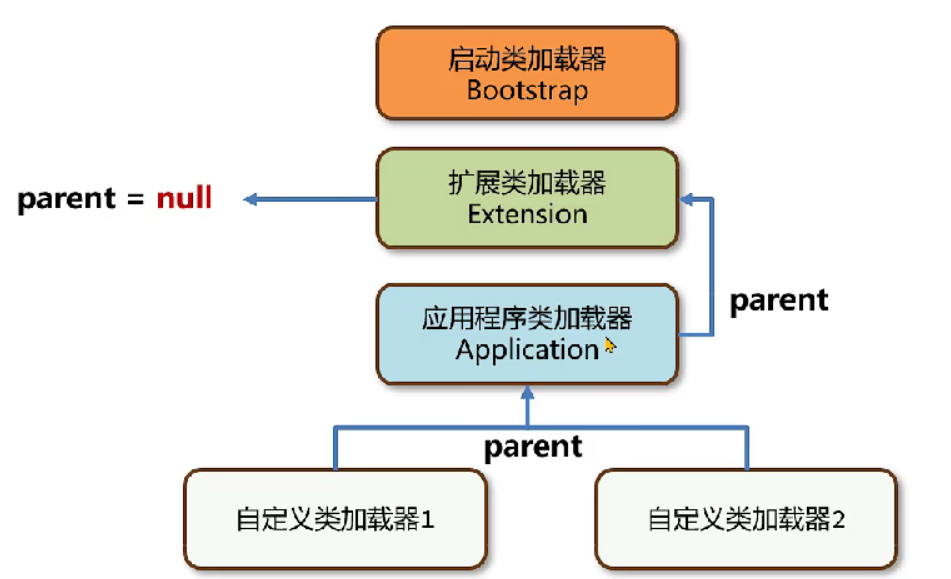 启动类加载器
Bootstrap
parent = null
扩展类加载器
Extension
parent
应用程序类加载器
Application
parent
自定义类加载器1
自定义类加载器2